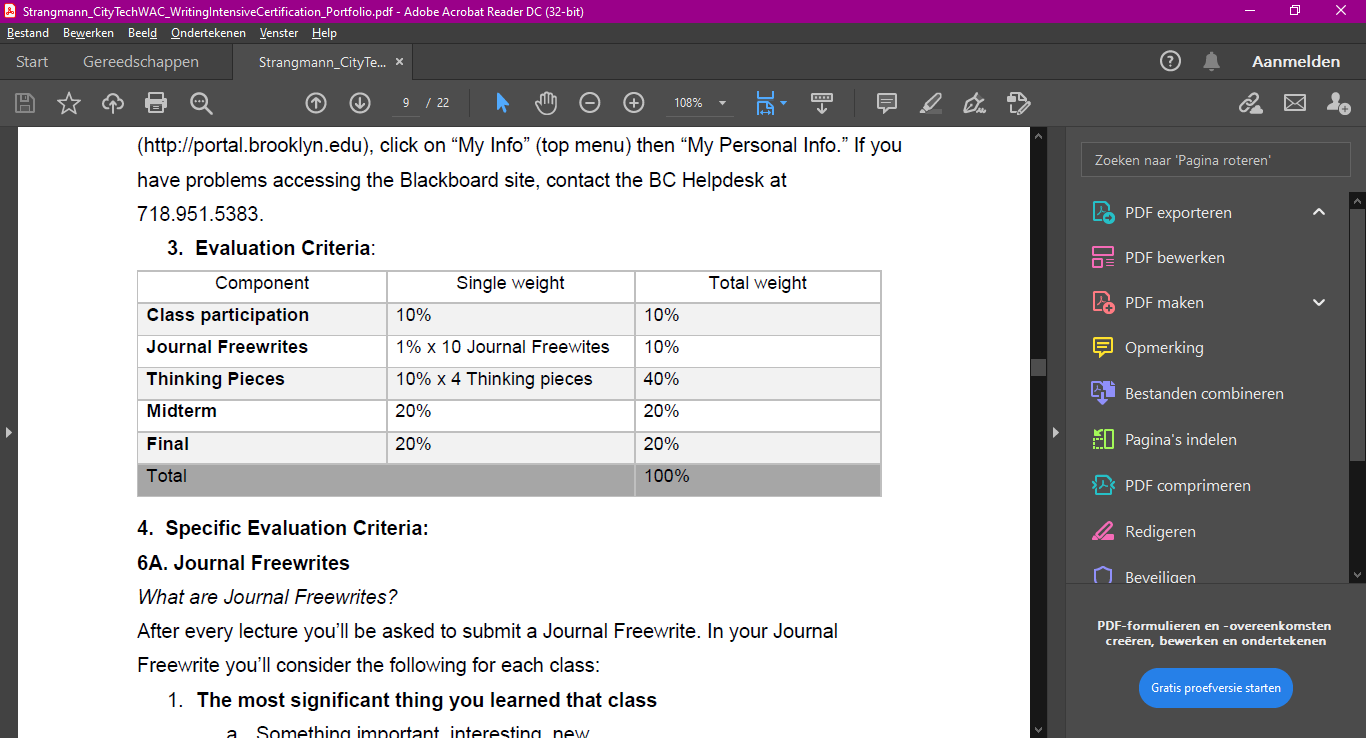 Strangmann_CityTechWAC_WritingIntensiveCertification_Portfolio.pdf - Adobe Acrobat Reader DC (32-bit)
Bestand Bewerken Beeld Ondertekenen Venster Help
Start Gereedschappen Strangmann_CityTe... × Aanmelden
9 / 22 108%
(http://portal.brooklyn.edu), click on “My Info” (top menu) then “My Personal Info.” If you
have problems accessing the Blackboard site, contact the BC Helpdesk at
718.951.5383.
3. Evaluation Criteria:
Component Single weight Total weight
Class participation 10% 10%
Journal Freewrites 1% x 10 Journal Freewites 10%
Thinking Pieces 10% x 4 Thinking pieces 40%
Midterm 20% 20%
Final 20% 20%
Total 100%
4. Specific Evaluation Criteria:
6A. Journal Freewrites
What are Journal Freewrites?
After every lecture you’ll be asked to submit a Journal Freewrite. In your Journal
Freewrite you’ll consider the following for each class:
1. The most significant thing you learned that class
a. Something important, interesting, new
Zoeken naar 'Pagina roteren'
PDF exporteren
PDF bewerken
PDF maken
Opmerking
Bestanden combineren
Pagina's indelen
PDF comprimeren
Redigeren
Beveiligen
PDF-formulieren en -overeenkomsten
creëren, bewerken en ondertekenen
Gratis proefversie starten